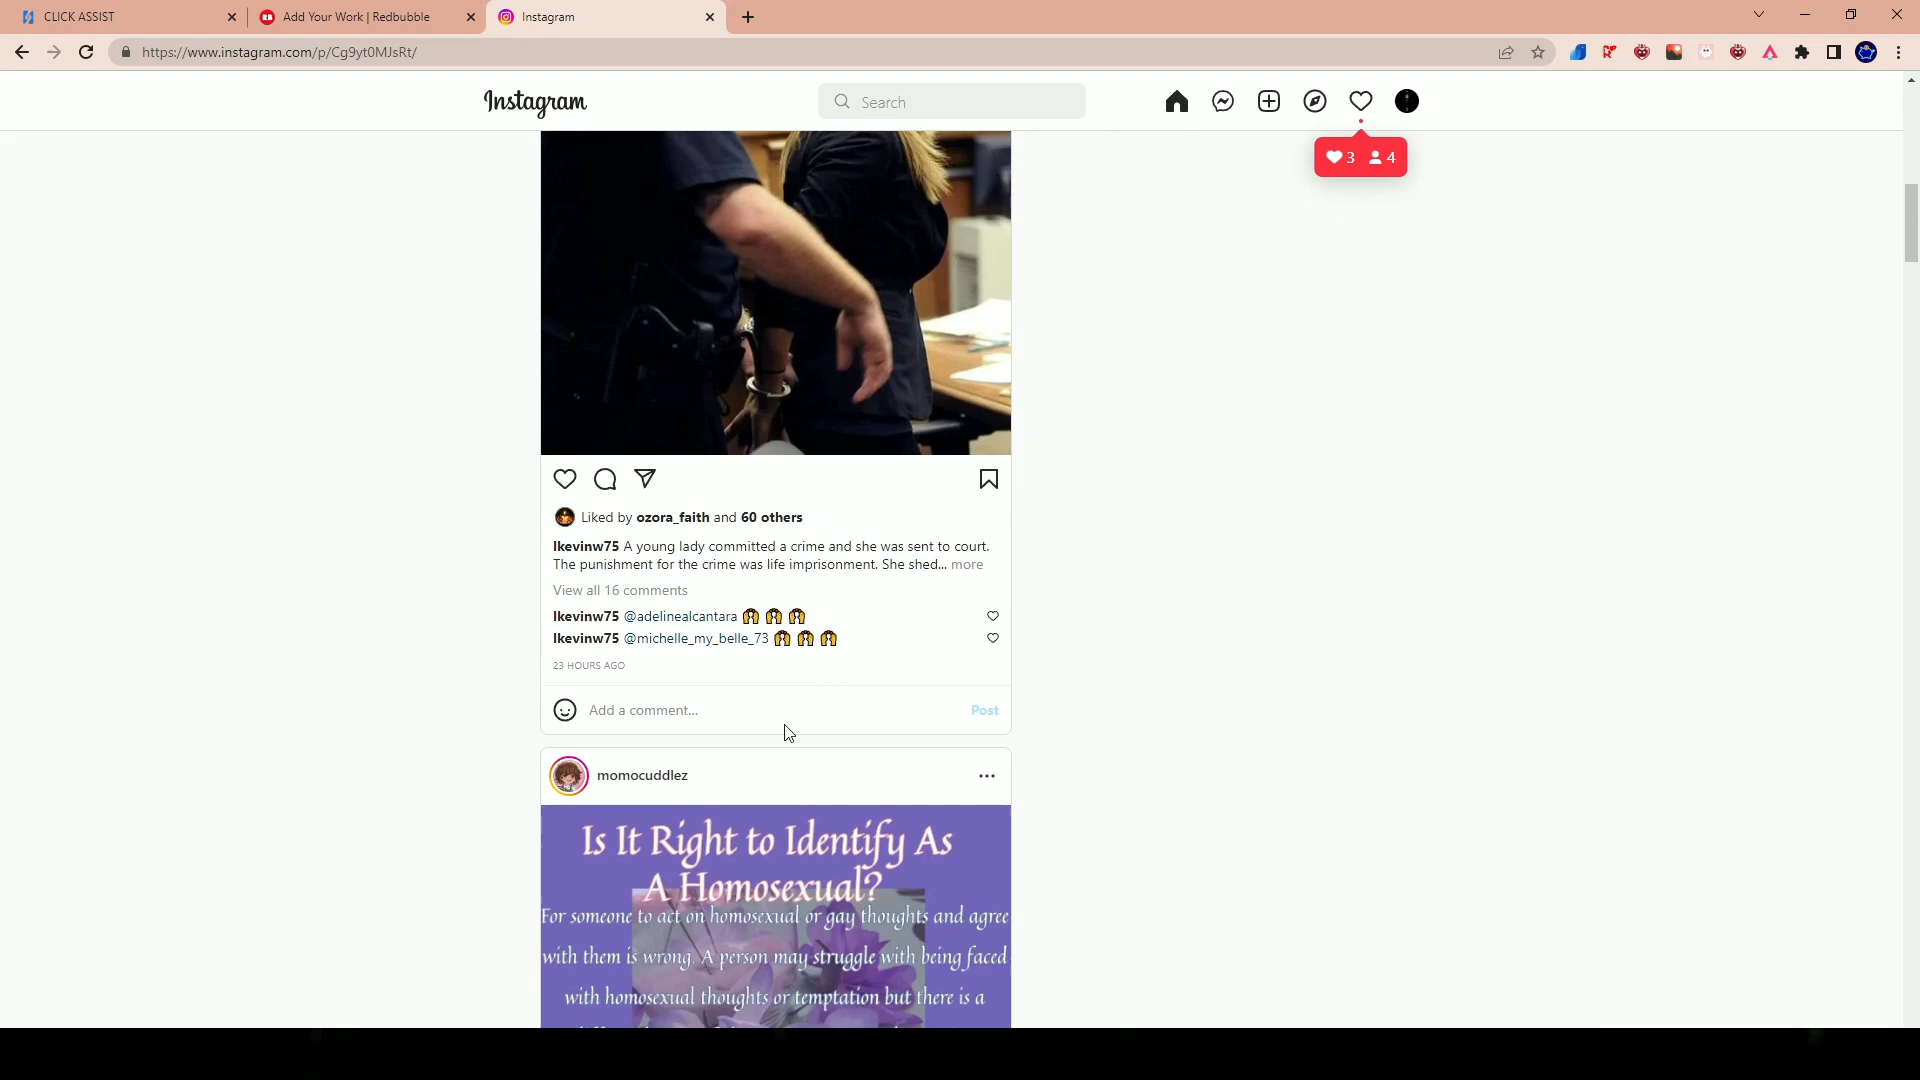 CLICK ASSIST
Add Your Work | Redbubble
Instagram
https://www.instagram.com/p/Cg9yt0MJsRt/
Instagram
Search
3 4
Liked by ozora_faith and 60 others
lkevinw75 A young lady committed a crime and she was sent to court.
The punishment for the crime was life imprisonment. She shed... more
View all 16 comments
lkevinw75 @adelinealcantara
lkevinw75 @michelle_my_belle_73
23 HOURS AGO
Add a comment...
Post
momocuddlez
Is It Right to Identify As
A Homosexual?
For someone to act on homosexual or gay thoughts and agree
with them is wrong. A person may struggle with being faced
with homosexual thoughts or temptation but there is a